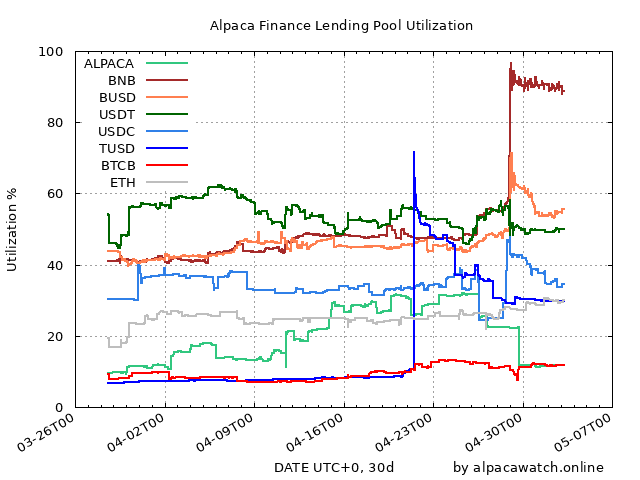 Alpaca Finance Lending Pool Utilization
100
80
60
40
20
0
Utilization %
ALPACA
BNB
BUSD
USDT
USDC
TUSD
BTCB
ETH
03-26T00
04-02T00
04-09T00
04-16T00
04-23T00
04-30T00
05-07T00
DATE UTC+0, 30d
by alpacawatch.online